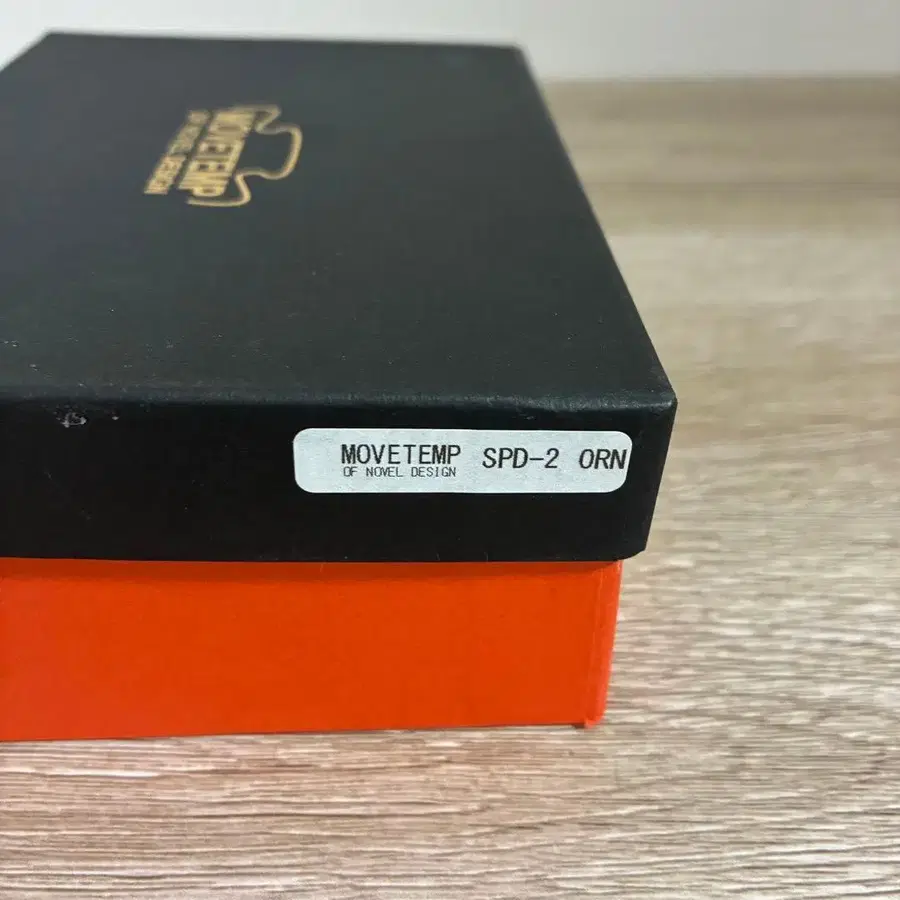 MOVETEMP
OF NOVEL DESIGN
MOVETEMP SPD-2 ORN
OF NOVEL DESIGN